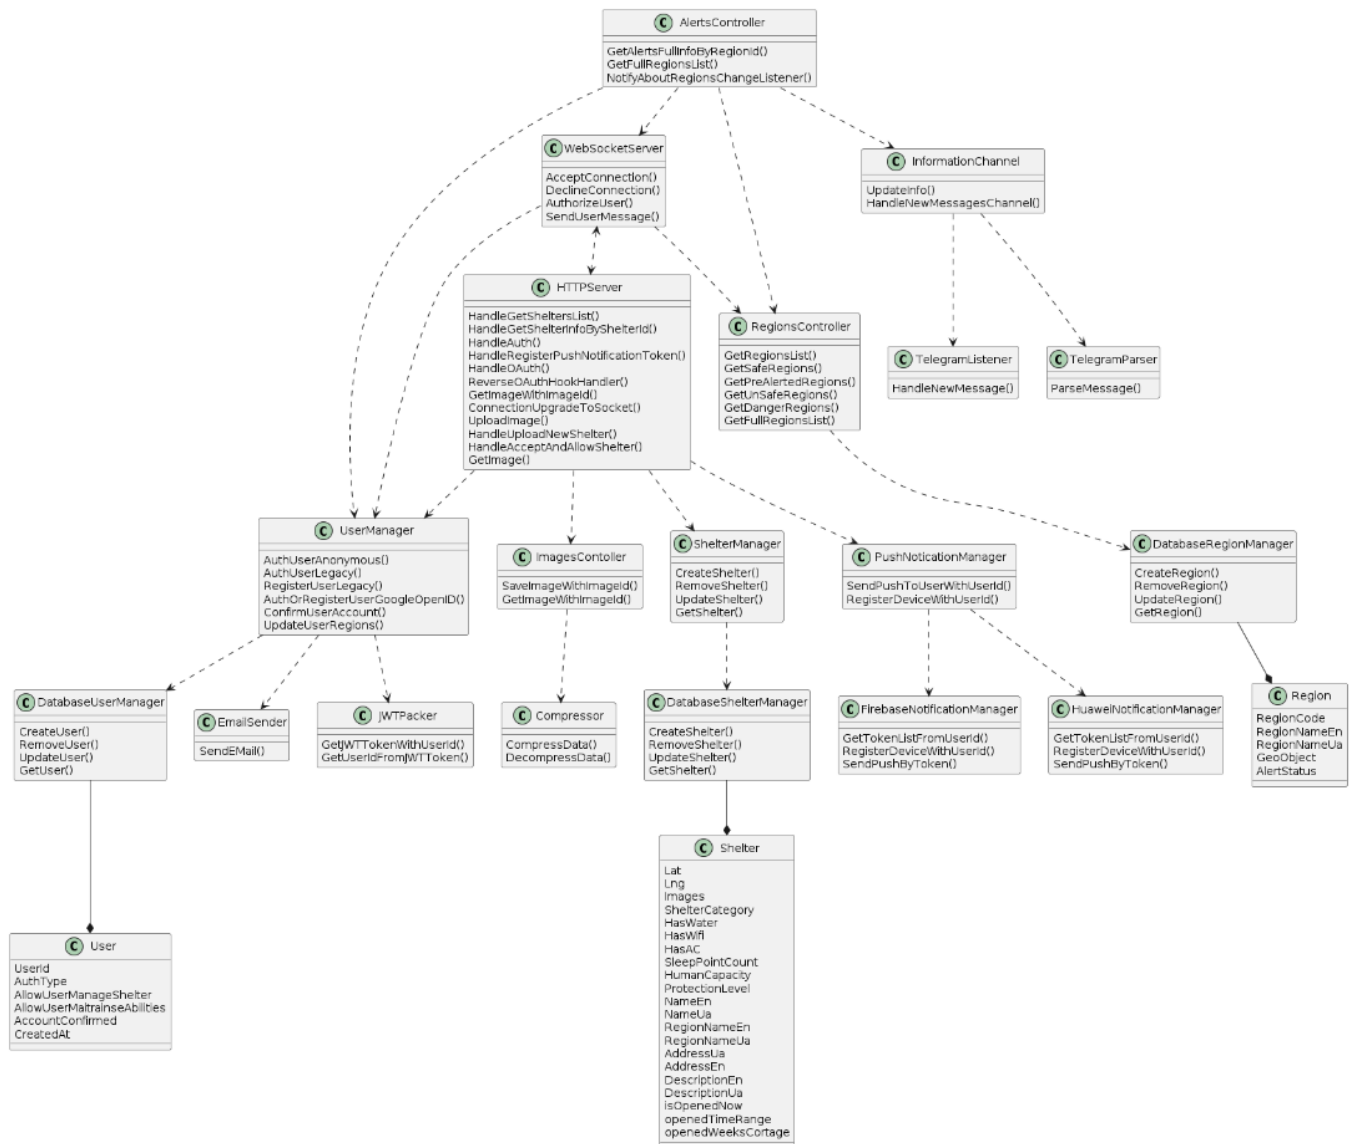 C AlertsController
GetAlertsFullInfoByRegionId()
GetFullRegionsList()
NotifyAboutRegionsChangeListener()
C WebSocketServer
AcceptConnection()
DeclineConnection()
AuthorizeUser()
SendUserMessage()
C InformationChannel
UpdateInfo()
HandleNewMessagesChannel()
C HTTPServer
HandleGetSheltersList()
HandleGetShelterInfoByShelterId()
HandleAuth()
HandleRegisterPushNotificationToken()
HandleOAuth()
ReverseOAuthHookHandler()
GetImageWithImageId()
ConnectionUpgradeToSocket()
UploadImage()
HandleUploadNewShelter()
HandleAcceptAndAllowShelter()
GetImage()
C RegionsController
GetRegionsList()
GetSafeRegions()
GetPreAlertedRegions()
GetUnSafeRegions()
GetDangerRegions()
GetFullRegionsList()
C TelegramListener
HandleNewMessage()
C TelegramParser
ParseMessage()
C UserManager
AuthUserAnonymous()
AuthUserLegacy()
RegisterUserLegacy()
AuthOrRegisterUserGoogleOpenID()
ConfirmUserAccount()
UpdateUserRegions()
C ImagesContoller
SaveImageWithImageId()
GetImageWithImageId()
C ShelterManager
CreateShelter()
RemoveShelter()
UpdateShelter()
GetShelter()
C PushNoticationManager
SendPushToUserWithUserId()
RegisterDeviceWithUserId()
C DatabaseRegionManager
CreateRegion()
RemoveRegion()
UpdateRegion()
GetRegion()
C DatabaseUserManager
CreateUser()
RemoveUser()
UpdateUser()
GetUser()
C EmailSender
SendEMail()
C JWTPacker
GetJWTTokenWithUserId()
GetUserIdFromJWTToken()
C Compressor
CompressData()
DecompressData()
C DatabaseShelterManager
CreateShelter()
RemoveShelter()
UpdateShelter()
GetShelter()
C FirebaseNotificationManager
GetTokenListFromUserId()
RegisterDeviceWithUserId()
SendPushByToken()
C HuaweiNotificationManager
GetTokenListFromUserId()
RegisterDeviceWithUserId()
SendPushByToken()
C Region
RegionCode
RegionNameEn
RegionNameUa
GeoObject
AlertStatus
C User
UserId
AuthType
AllowUserManageShelter
AllowUserMaitrainseAbilities
AccountConfirmed
CreatedAt
C Shelter
Lat
Lng
Images
ShelterCategory
HasWater
HasWifi
HasAC
SleepPointCount
HumanCapacity
ProtectionLevel
NameEn
NameUa
RegionNameEn
RegionNameUa
AddressUa
AddressEn
DescriptionEn
DescriptionUa
isOpenedNow
openedTimeRange
openedWeeksCortage